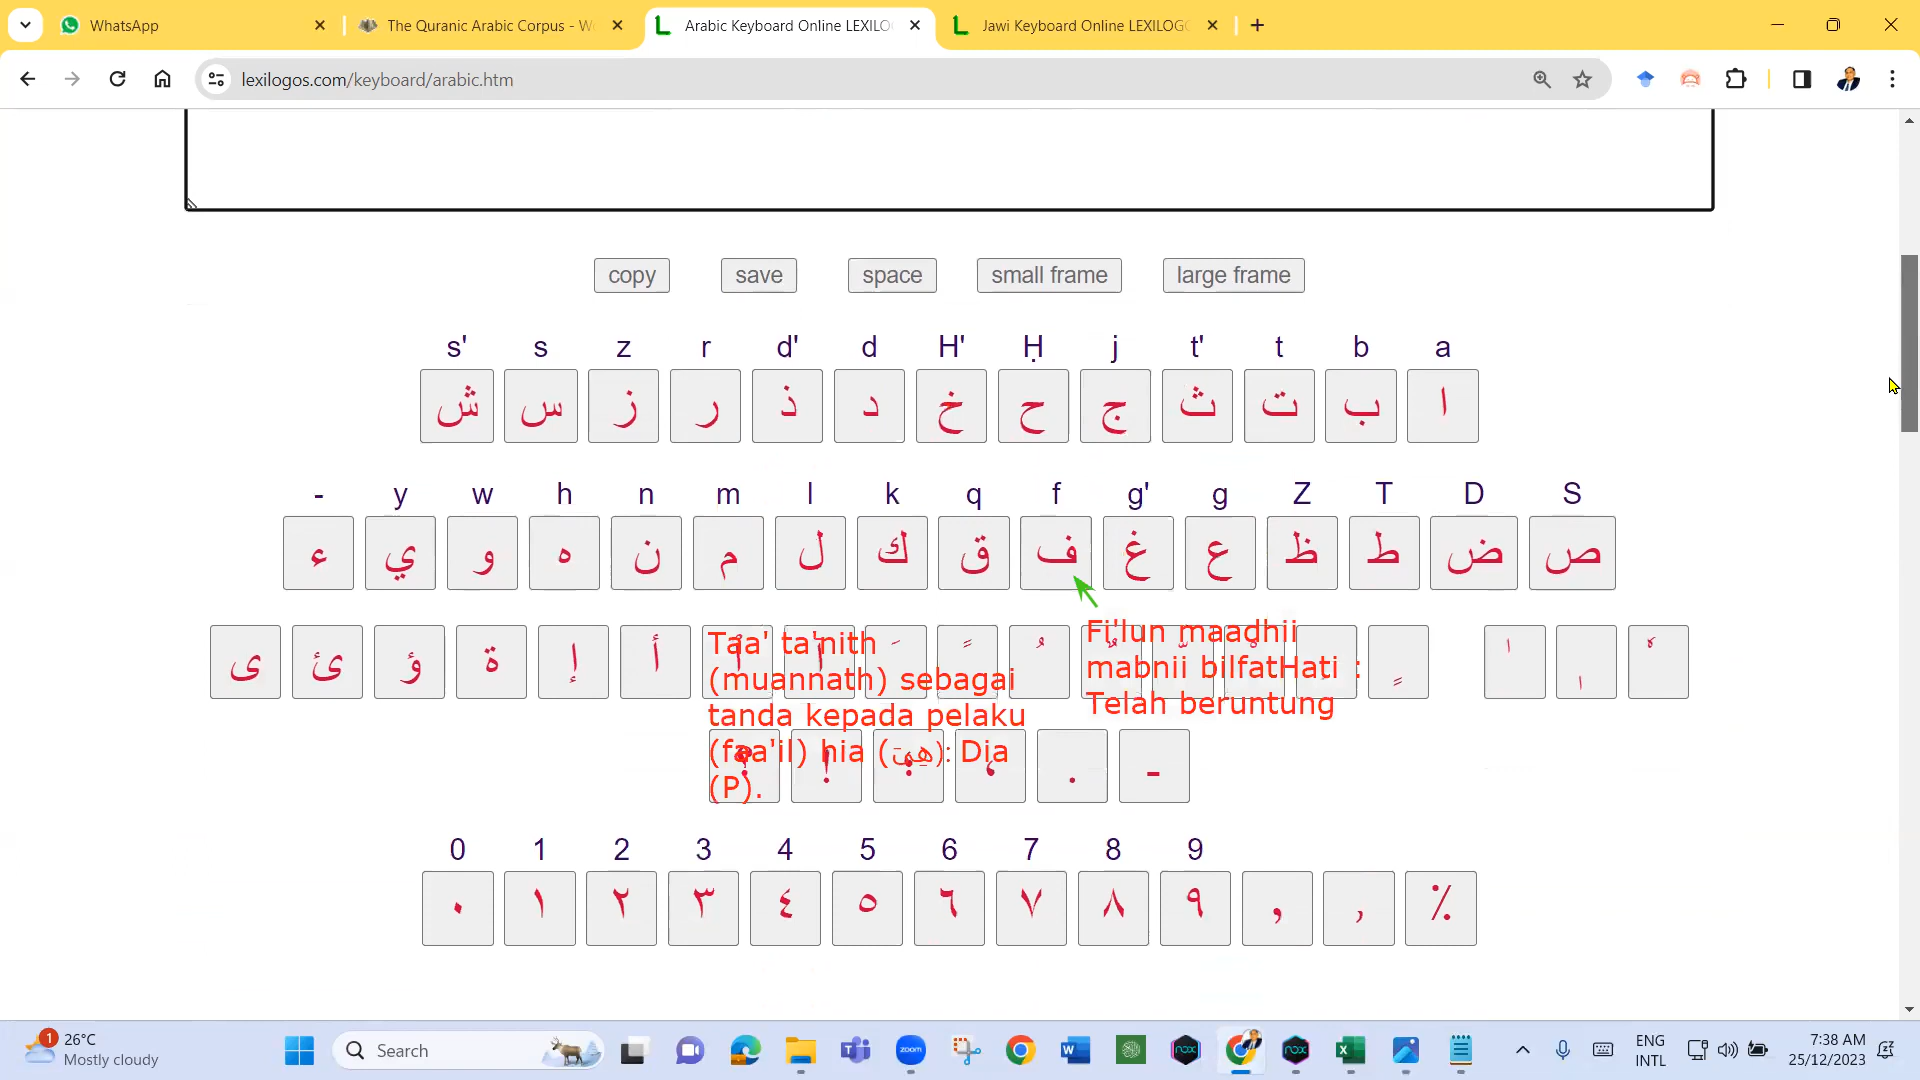 WhatsApp
The Quranic Arabic Corpus - W
Arabic Keyboard Online LEXILO
Jawi Keyboard Online LEXILOGO
lexilogos.com/keyboard/arabic.htm
copy save space small frame large frame
s' s z r d' d H' Ḥ j t' t b a
ش س ز ر ذ د خ ح ج ث ت ب ا
- y w h n m l k q f g' g Z T D S
ء ي و ه ن م ل ك ق ف غ ع ظ ط ض ص
ى ئ ؤ ة إ أ
Taa' ta'nith
(muannath) sebagai
tanda kepada pelaku
(faa'il) hia (هِىَ): Dia
(P).
Fi'lun maadhii
mabnii bilfatHati :
Telah beruntung
؟ ! : ، . -
0 1 2 3 4 5 6 7 8 9
٠ ١ ٢ ٣ ٤ ٥ ٦ ٧ ٨ ٩ , ٫ ٪
1
26°C
Mostly cloudy
Search
zoom
ENG
INTL
7:38 AM
25/12/2023